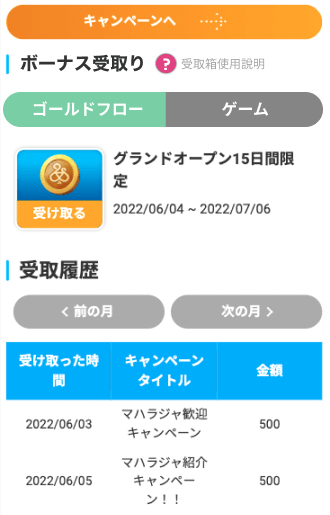 キャンペーンへ
ボーナス受取り ? 受取箱使用說明
ゴールドフロー ゲーム
グランドオープン15日間限
定
受け取る
2022/06/04 ~ 2022/07/06
受取履歴
前の月 次の月
受け取った時 キャンペーン 金額
間 タイトル
2022/06/03 マハラジャ歓迎 500
キャンペーン
マハラジャ紹介
2022/06/05 キャンペー 500
ン！！